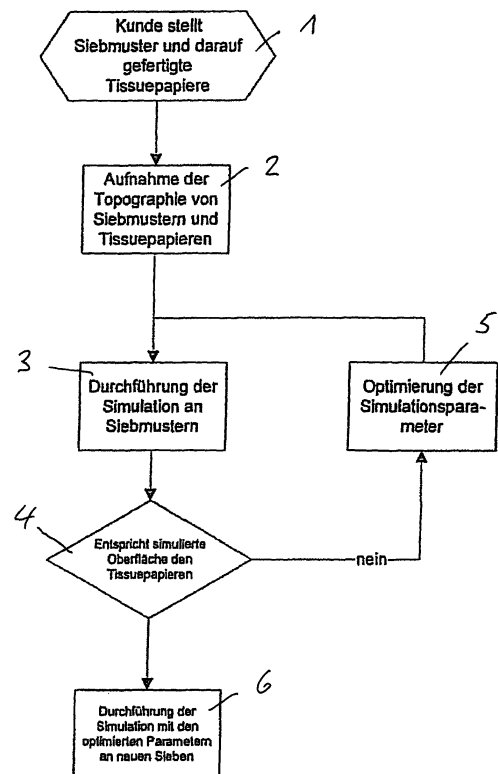 Kunde stellt
Siebmuster und darauf
gefertigte
Tissuepapiere
1
Aufnahme der
Topographie von
Siebmustern und
Tissuepapieren
2
3
Durchführung der
Simulation an
Siebmustern
5
Optimierung der
Simulationspara-
meter
4
Entspricht simulierte
Oberfläche den
Tissuepapieren
nein
6
Durchführung der
Simulation mit den
optimierten Parametern
an neuen Sieben